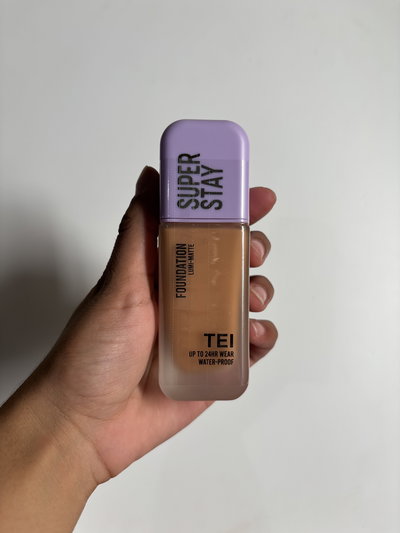 SUPER
STAY
FOUNDATION
LUMI-MATTE
TEI
UP TO 24HR WEAR
WATER-PROOF